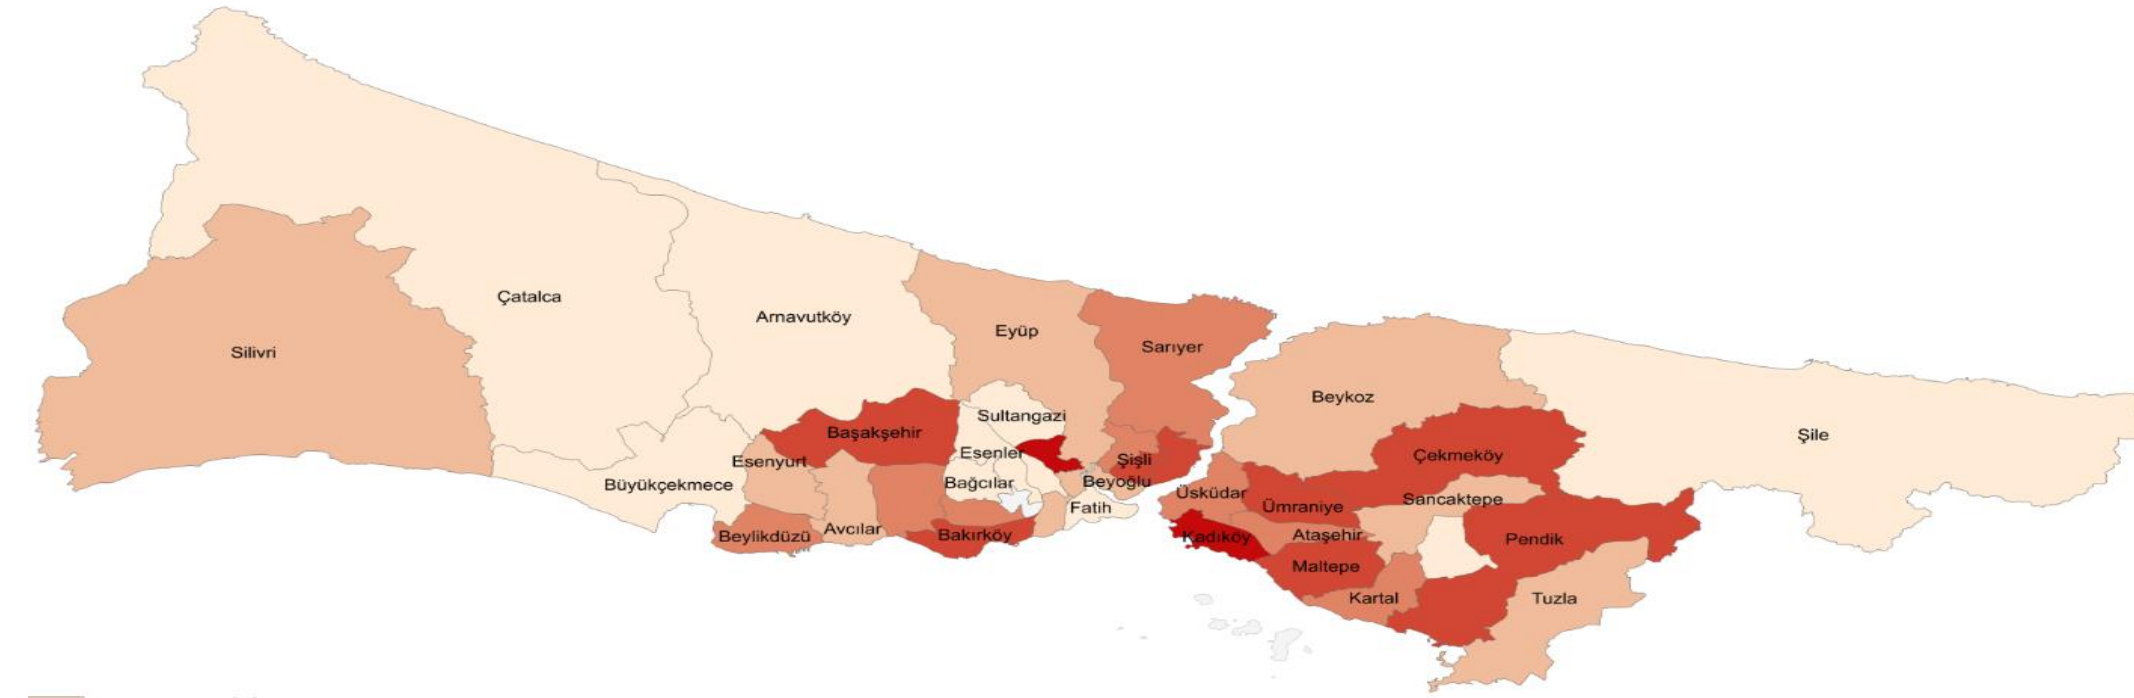 Çatalca
Silivri
Arnavutköy
Eyüp
Sarıyer
Beykoz
Şile
Sultangazi
Başakşehir
Esenler
Şişli
Çekmeköy
Esenyurt
Büyükçekmece
Bağcılar
Beyoğlu
Üsküdar
Sancaktepe
Fatih
Ümraniye
Beylikdüzü
Avcılar
Bakırköy
Kadıköy
Ataşehir
Pendik
Maltepe
Kartal
Tuzla